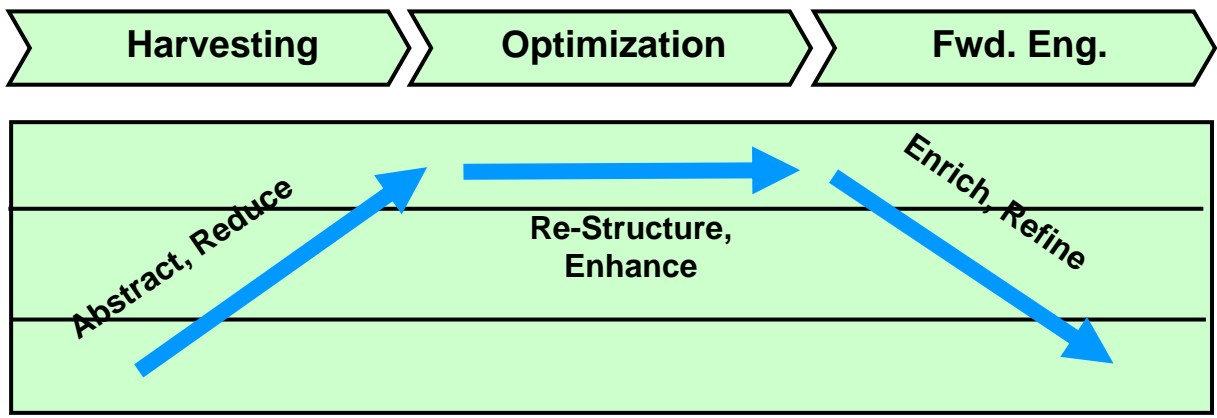 Harvesting
Optimization
Fwd. Eng.
Abstract, Reduce
Re-Structure,
Enhance
Enrich, Refine